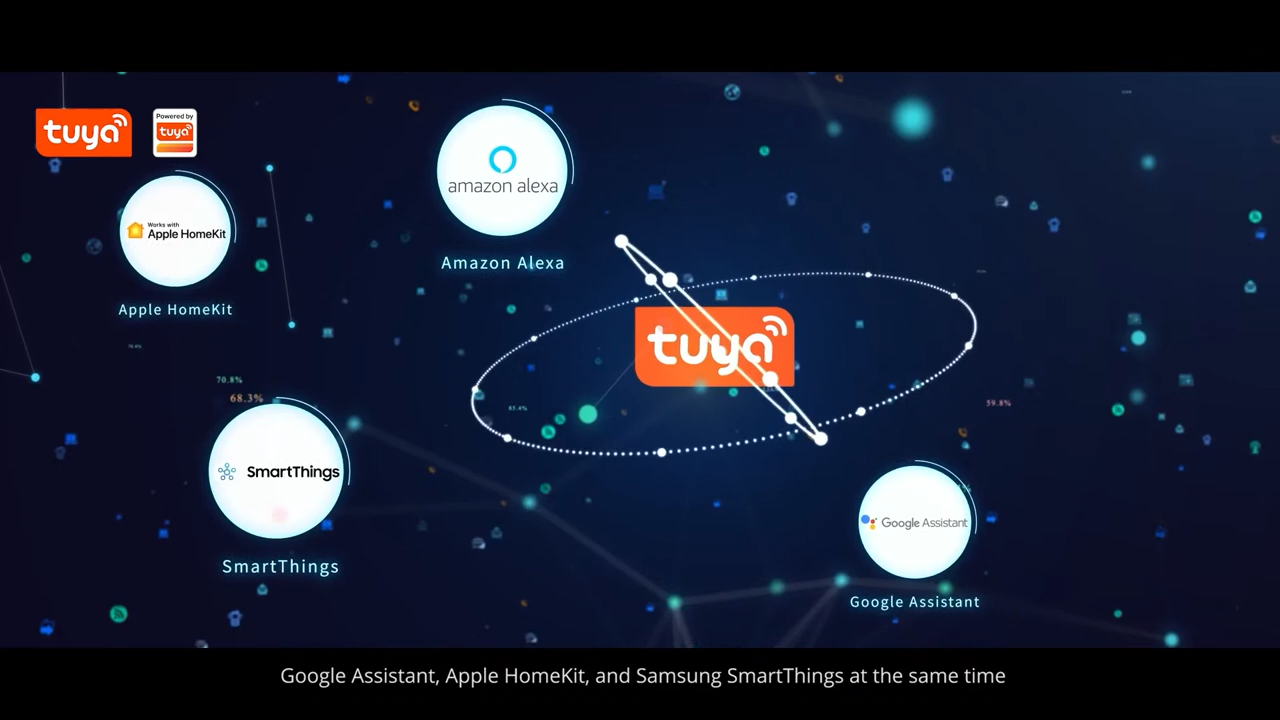 tuya
Powered by
tuya
amazon alexa
Amazon Alexa
Works with
Apple HomeKit
Apple HomeKit
tuya
70.8%
68.3%
65.4%
59.8%
SmartThings
SmartThings
Google Assistant
Google Assistant
Google Assistant, Apple HomeKit, and Samsung SmartThings at the same time